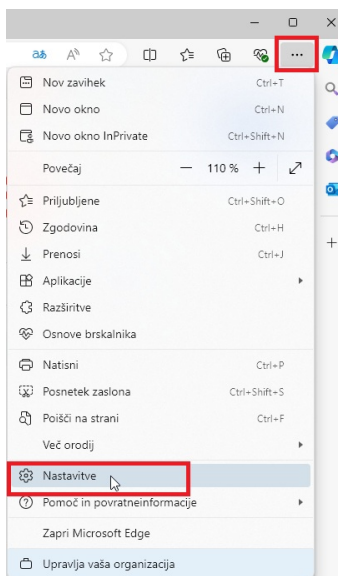 Nov zavihek Ctrl+T
Novo okno Ctrl+N
Novo okno InPrivate Ctrl+Shift+N
Povečaj — 110 % +
Priljubljene Ctrl+Shift+O
Zgodovina Ctrl+H
Prenosi Ctrl+J
Aplikacije
Razširitve
Osnove brskalnika
Natisni Ctrl+P
Posnetek zaslona Ctrl+Shift+S
Poišči na strani Ctrl+F
Več orodij
Nastavitve
Pomoč in povratneinformacije
Zapri Microsoft Edge
Upravlja vaša organizacija